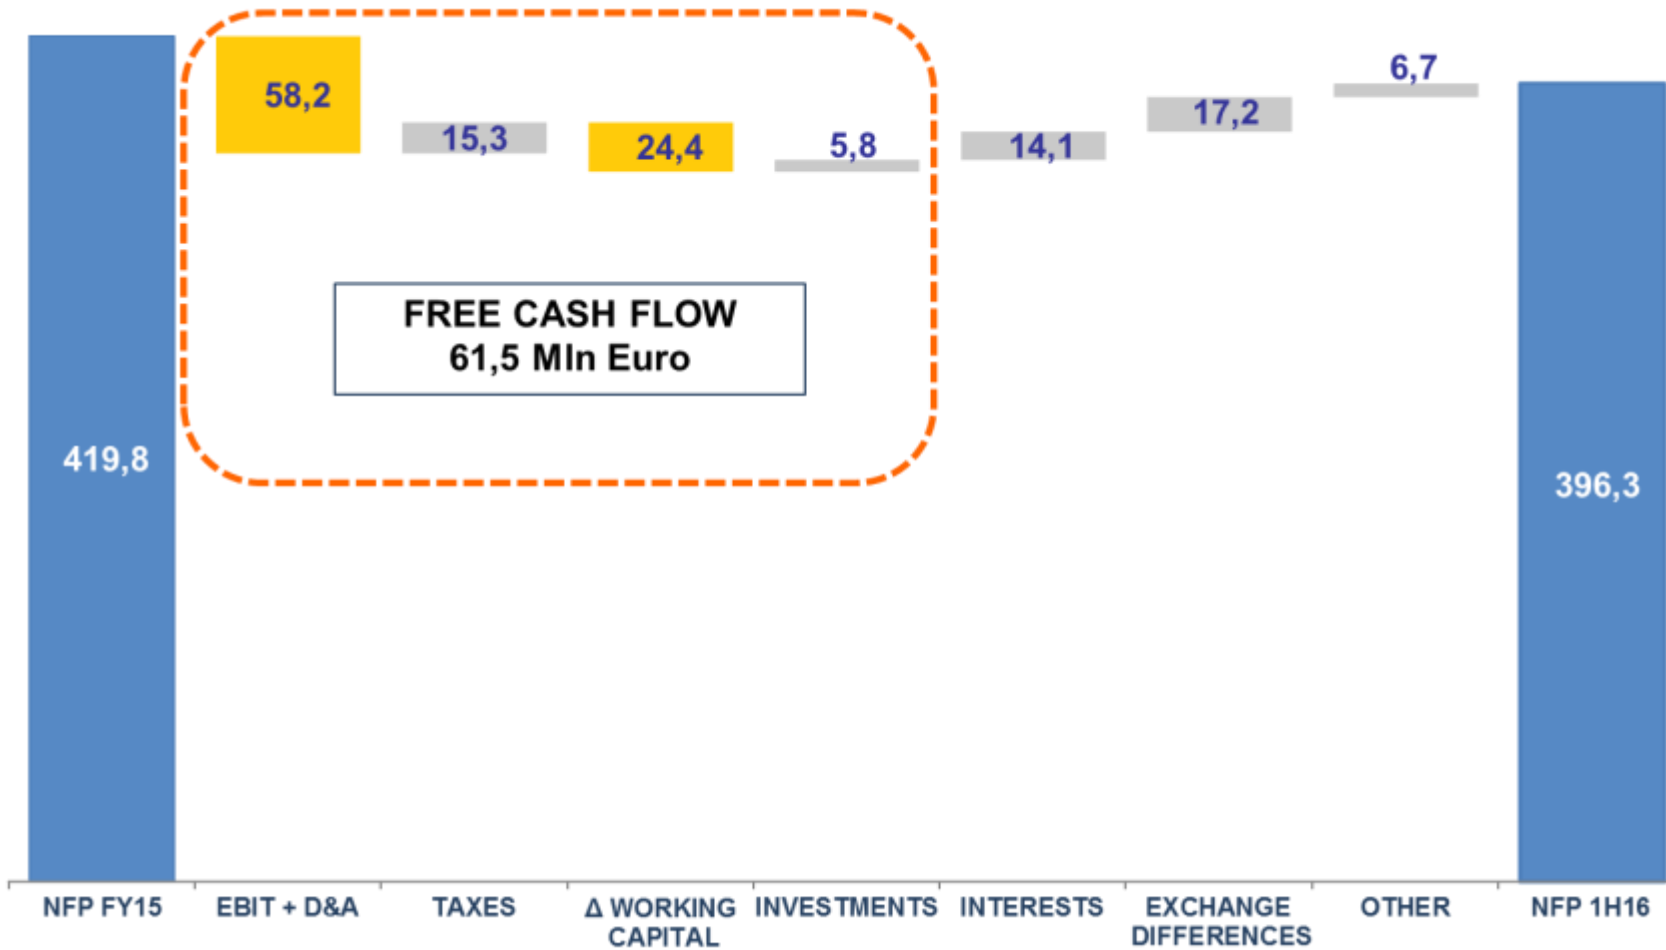 58,2
15,3
24,4
5,8
14,1
17,2
6,7
FREE CASH FLOW
61,5 Mln Euro
419,8
396,3
NFP FY15
EBIT + D&A
TAXES
Δ WORKING
CAPITAL
INVESTMENTS
INTERESTS
EXCHANGE
DIFFERENCES
OTHER
NFP 1H16